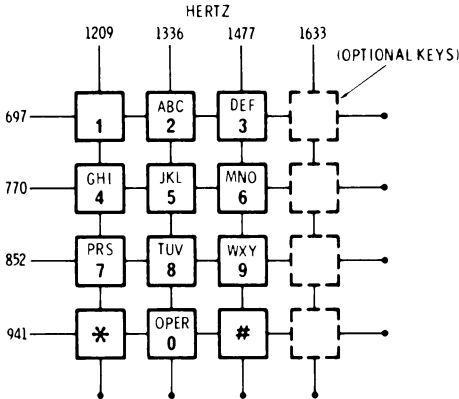 HERTZ
1209 1336 1477 1633
(OPTIONAL KEYS)
697
1
ABC
2
DEF
3
770
GHI
4
JKL
5
MNO
6
852
PRS
7
TUV
8
WXY
9
941
*
OPER
0
#